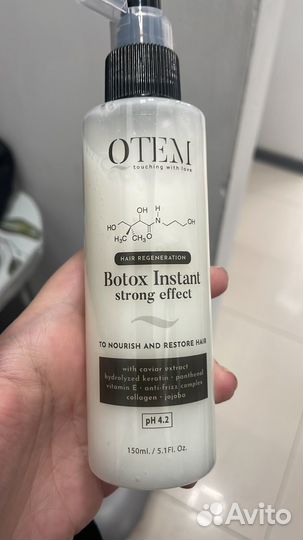 QTEM
touching with love
OH
H
HO
N
OH
H₃C
CH₃
O
HAIR REGENERATION
Botox Instant
strong effect
TO NOURISH AND RESTORE HAIR
with caviar extract
hydrolyzed keratin · panthenol
vitamin E · anti-frizz complex
collagen · jojoba
pH 4.2
150ml. / 5.1Fl. Oz.
Avito